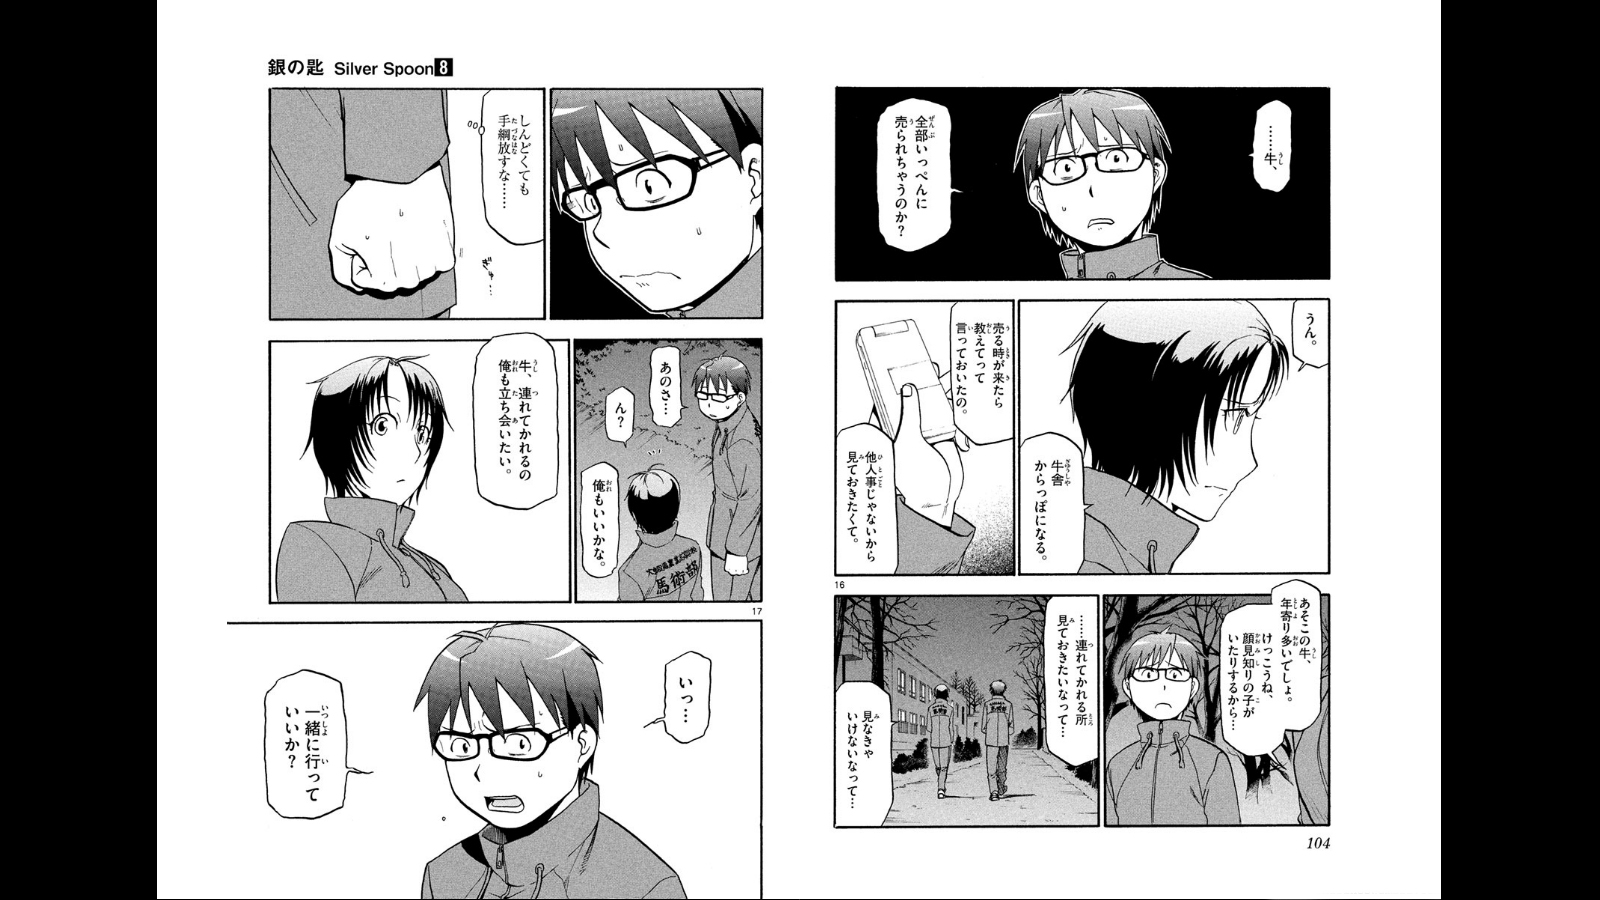 銀の匙 Silver Spoon 8
……牛、
全部いっぺんに
売られちゃうのか?
うん。
牛舎
からっぽになる。
売る時が来たら
教えてって
言っておいたの。
他人事じゃないから
見ておきたくて。
あそこの牛、
年寄り多いでしょ。
けっこうね、
顔見知りの子が
いたりするから…
……連れてかれる所
見ておきたいなって…
見なきゃ
いけないなって…
16
104
しんどくても
手綱放すな……
ぎゅ…
あのさ…
ん?
俺もいいかな。
馬術部
牛、連れてかれるの
俺も立ち会いたい。
17
いっ…
一緒に行って
いいか?